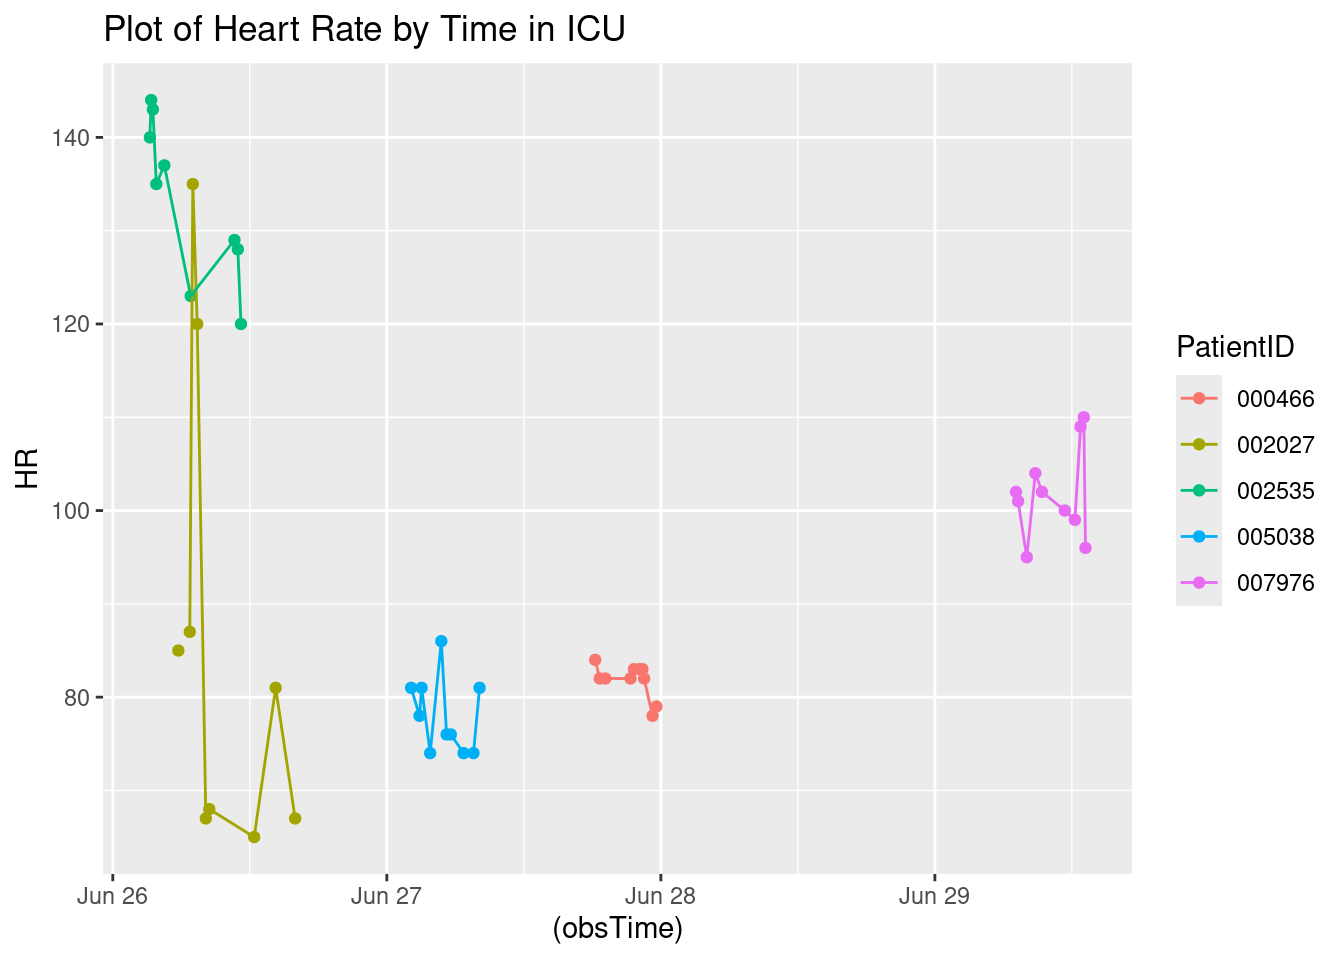 Plot of Heart Rate by Time in ICU
140
120
100
80
HR
Jun 26 Jun 27 Jun 28 Jun 29
(obsTime)
PatientID
000466
002027
002535
005038
007976